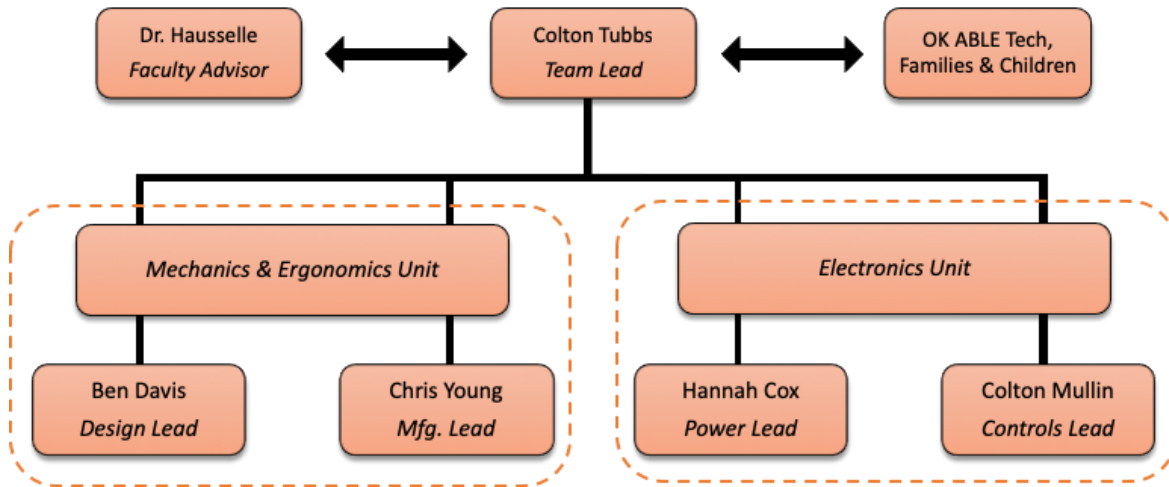 Dr. Hausselle
Faculty Advisor
Colton Tubbs
Team Lead
OK ABLE Tech,
Families & Children
Mechanics & Ergonomics Unit
Electronics Unit
Ben Davis
Design Lead
Chris Young
Mfg. Lead
Hannah Cox
Power Lead
Colton Mullin
Controls Lead